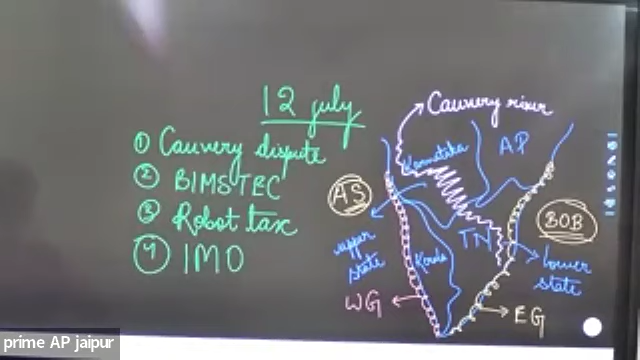 12 july
① Cauvery dispute
② BIMSTEC
③ Robot tax
④ IMO
Cauvery river
Karnataka
AP
AS
BOB
TN
upper state
Kerala
lower state
WG
EG
prime AP jaipur